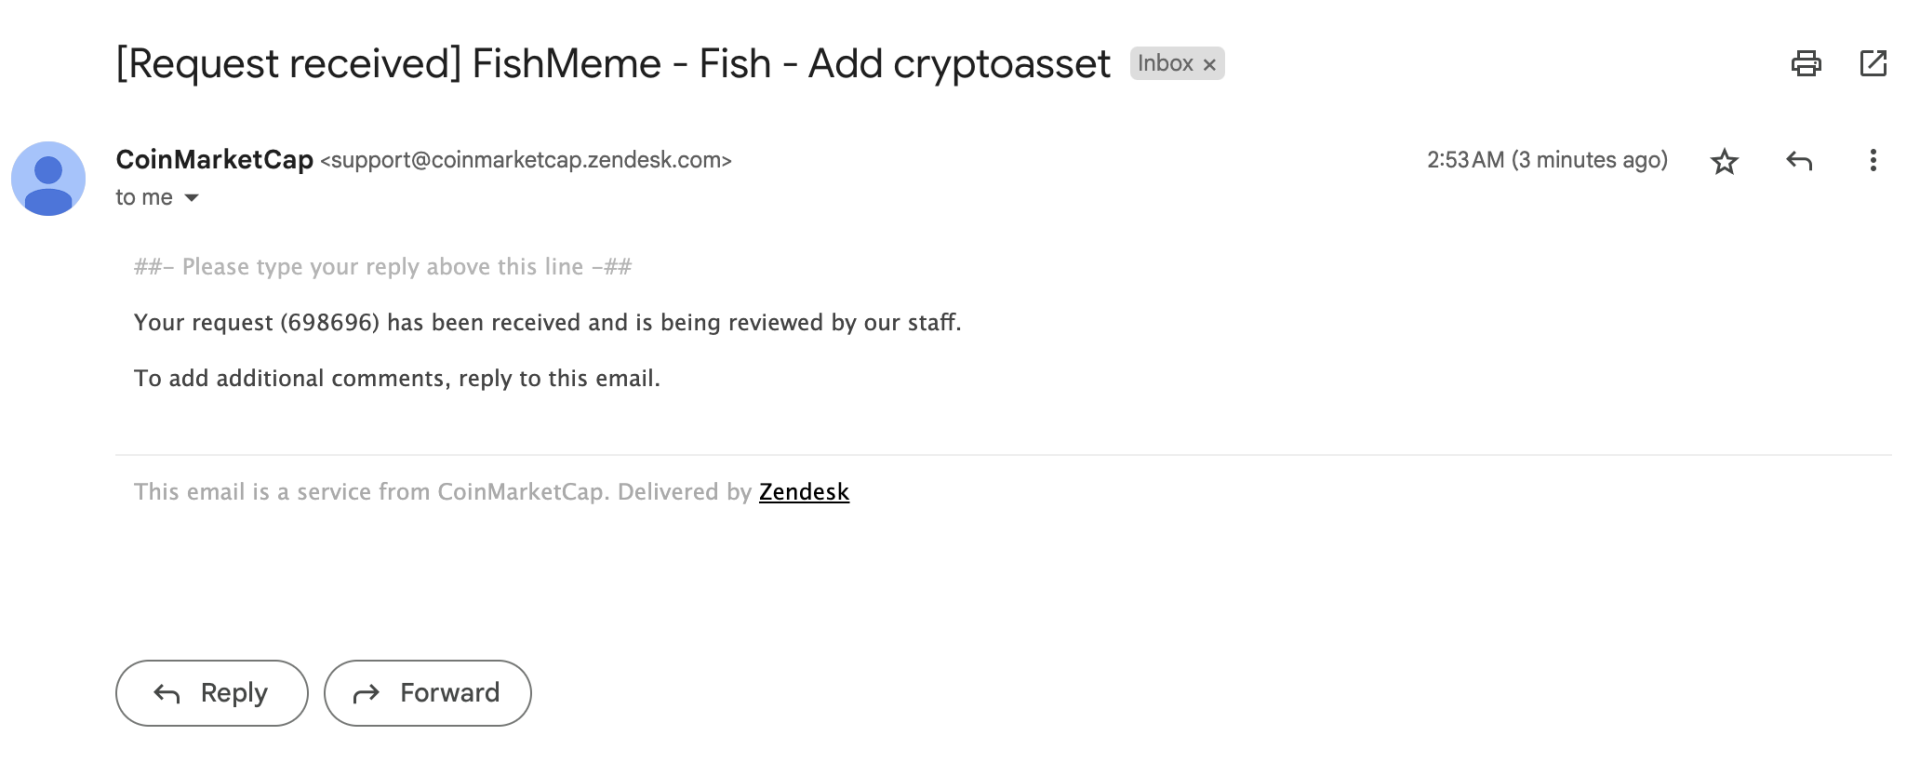 [Request received] FishMeme - Fish - Add cryptoasset Inbox ×
CoinMarketCap <support@coinmarketcap.zendesk.com> 2:53 AM (3 minutes ago)
to me
##- Please type your reply above this line -##
Your request (698696) has been received and is being reviewed by our staff.
To add additional comments, reply to this email.
This email is a service from CoinMarketCap. Delivered by Zendesk
Reply Forward